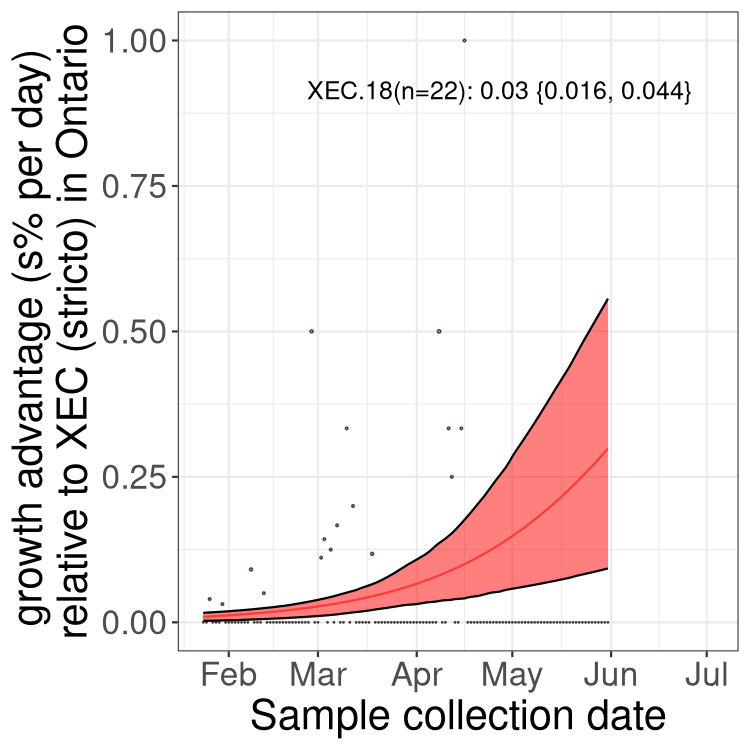 growth advantage (s% per day)
relative to XEC (stricto) in Ontario
1.00
0.75
0.50
0.25
0.00
XEC.18(n=22): 0.03 {0.016, 0.044}
Feb Mar Apr May Jun Jul
Sample collection date